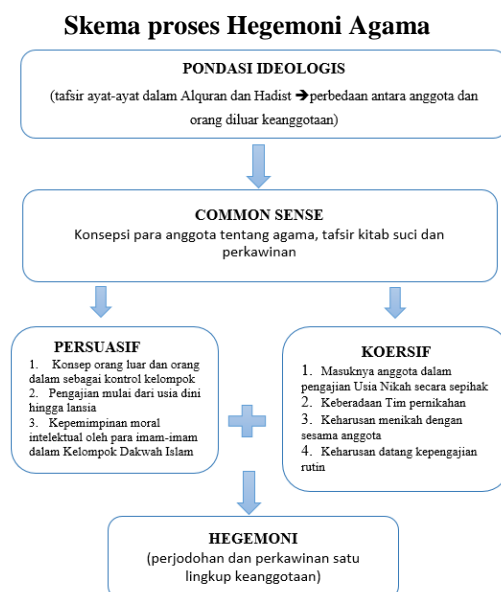 Skema proses Hegemoni Agama
PONDASI IDEOLOGIS
(tafsir ayat-ayat dalam Alquran dan Hadist ➔perbedaan antara anggota dan
orang diluar keanggotaan)
COMMON SENSE
Konsepsi para anggota tentang agama, tafsir kitab suci dan
perkawinan
PERSUASIF
1. Konsep orang luar dan orang
dalam sebagai kontrol kelompok
2. Pengajian mulai dari usia dini
hingga lansia
3. Kepemimpinan moral
intelektual oleh para imam-imam
dalam Kelompok Dakwah Islam
KOERSIF
1. Masuknya anggota dalam
pengajian Usia Nikah secara sepihak
2. Keberadaan Tim pernikahan
3. Keharusan menikah dengan
sesama anggota
4. Keharusan datang kepengajian
rutin
HEGEMONI
(perjodohan dan perkawinan satu
lingkup keanggotaan)